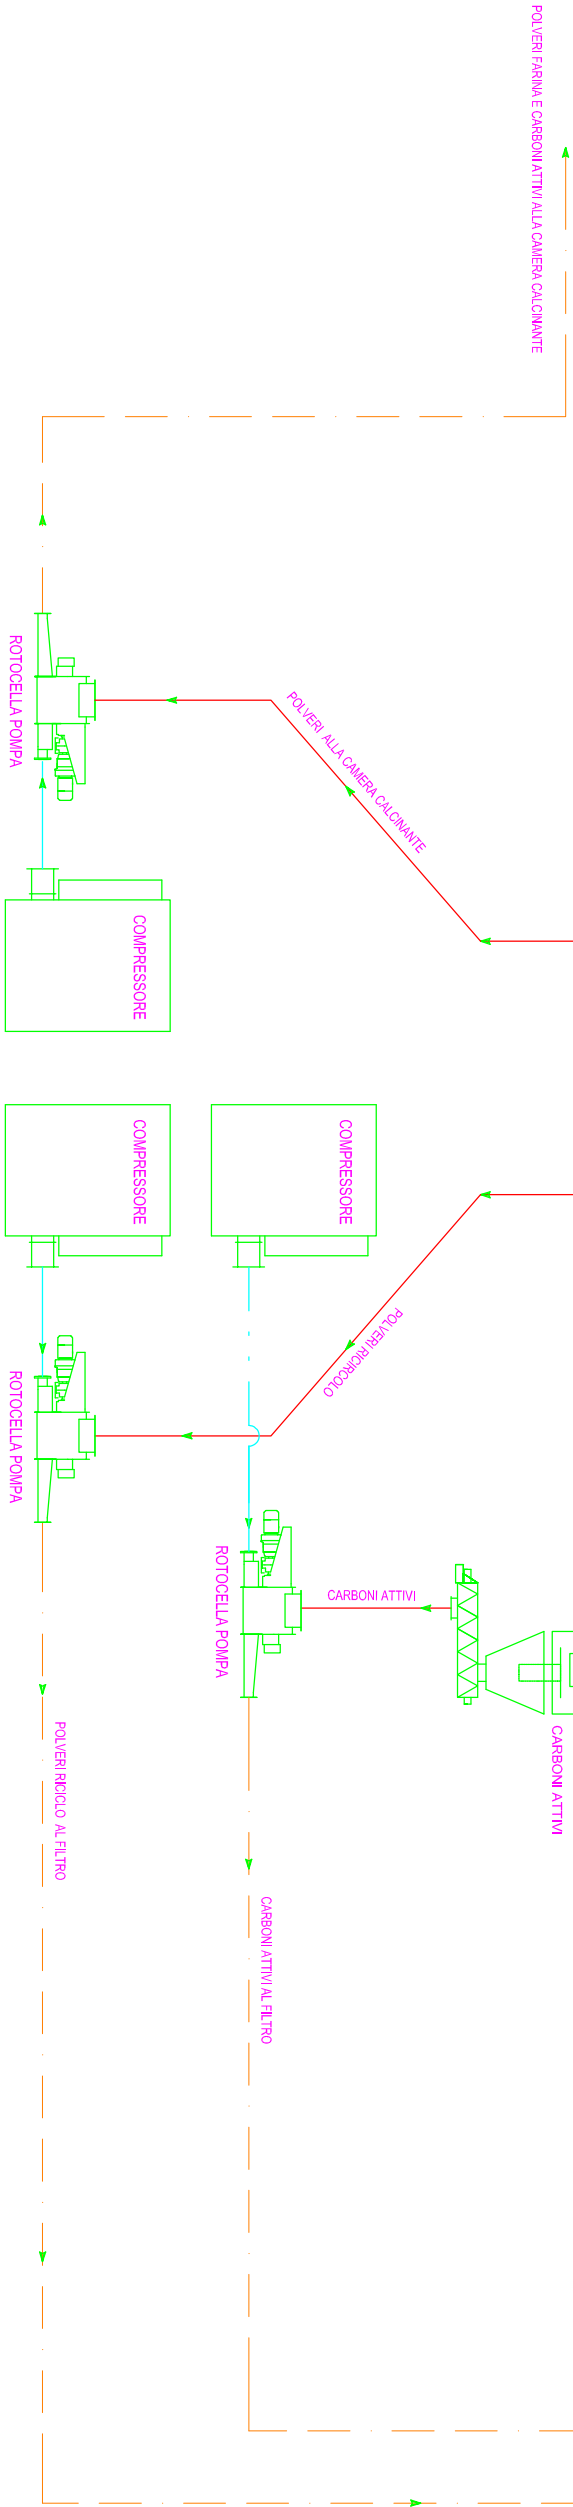 POLVERI FARINA E CARBONI ATTIVI ALLA CAMERA CALCINANTE
ROTOCELLA POMPA
POLVERI ALLA CAMERA CALCINANTE
COMPRESSORE
COMPRESSORE
COMPRESSORE
POLVERI RICIRCOLO
ROTOCELLA POMPA
ROTOCELLA POMPA
CARBONI ATTIVI
CARBONI ATTIVI
POLVERI RICICLO AL FILTRO
CARBONI ATTIVI AL FILTRO